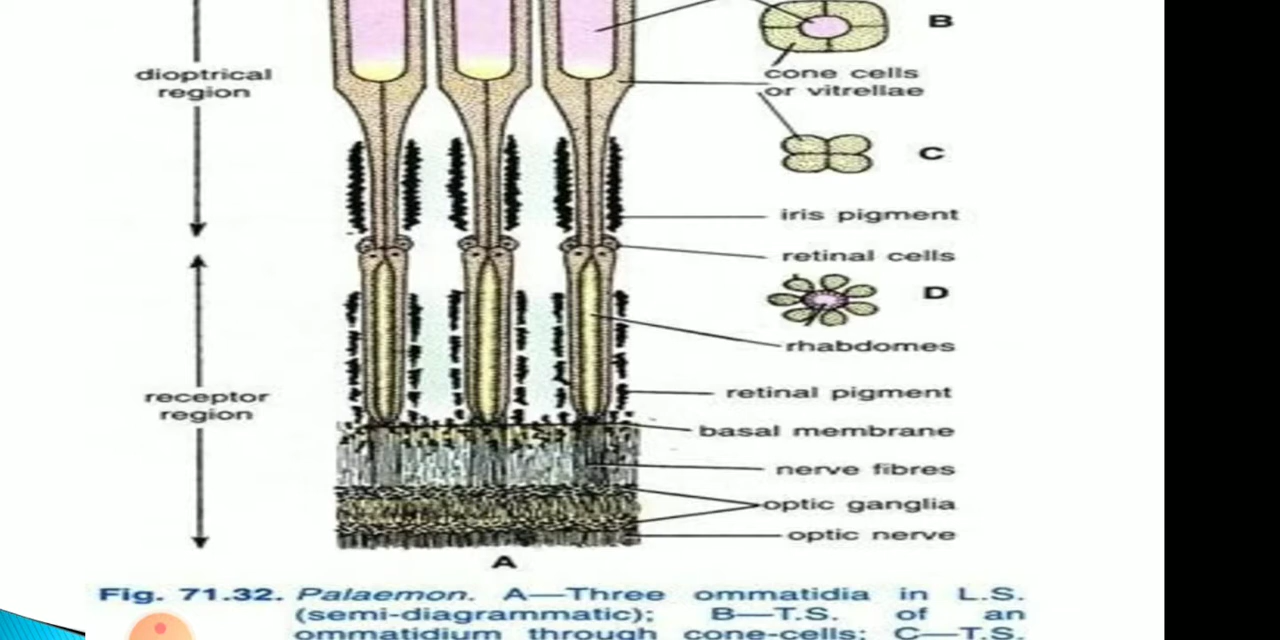 B
dioptrical
region
cone cells
or vitrellae
C
iris pigment
retinal cells
D
rhabdomes
retinal pigment
receptor
region
basal membrane
nerve fibres
optic ganglia
optic nerve
A
Fig. 71.32. Palaemon. A—Three ommatidia in L.S.
(semi-diagrammatic); B—T.S. of an
ommatidium through cone-cells; C—T.S.